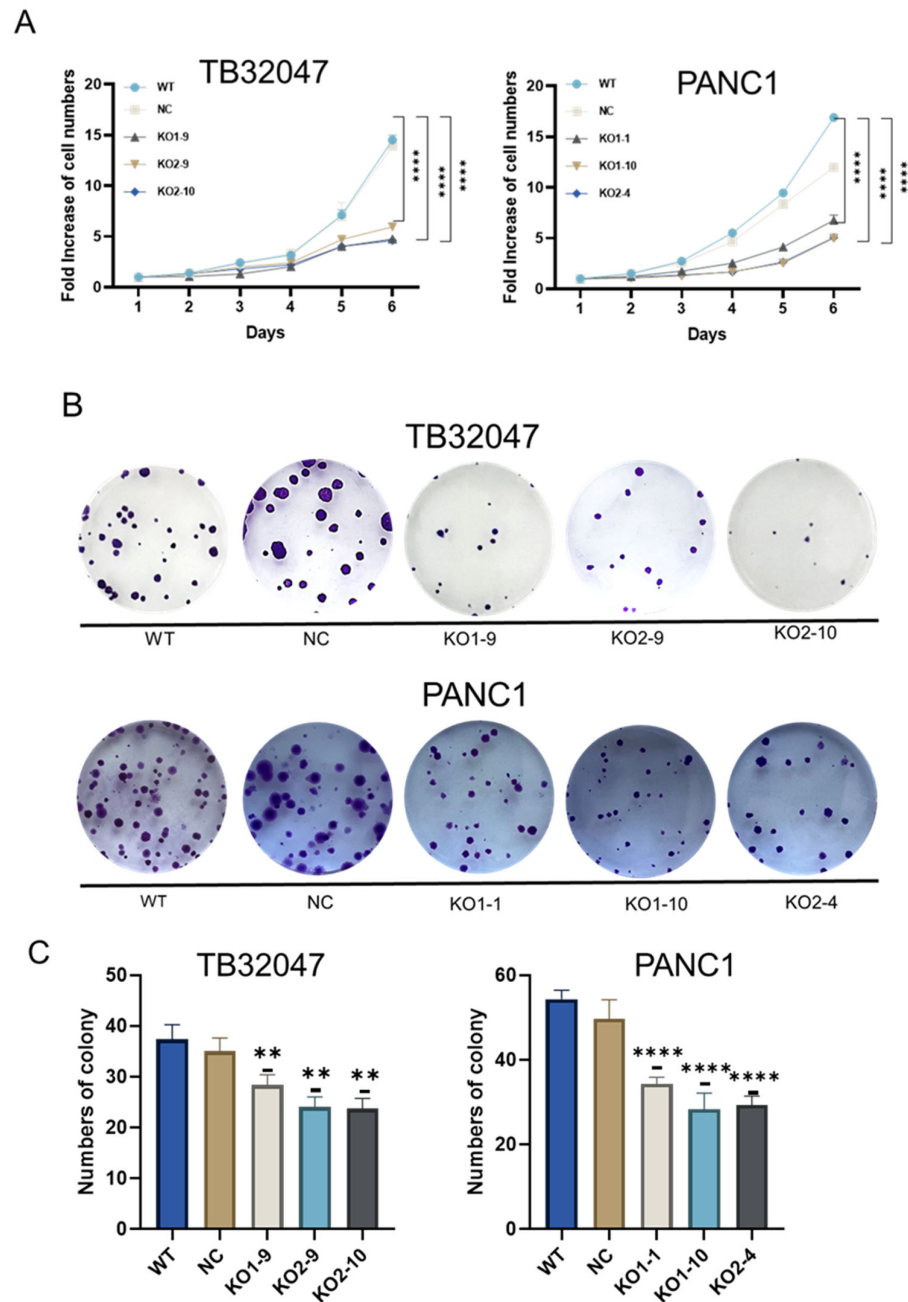 A
TB32047
Fold Increase of cell numbers
20
15
10
5
0
WT
NC
KO1-9
KO2-9
KO2-10
****
****
****
1 2 3 4 5 6
Days
PANC1
Fold Increase of cell numbers
20
15
10
5
0
WT
NC
KO1-1
KO1-10
KO2-4
****
****
****
1 2 3 4 5 6
Days
B
TB32047
WT NC KO1-9 KO2-9 KO2-10
PANC1
WT NC KO1-1 KO1-10 KO2-4
C
TB32047
Numbers of colony
50
40
30
20
10
0
** ** **
WT NC KO1-9 KO2-9 KO2-10
PANC1
Numbers of colony
60
40
20
0
**** **** ****
WT NC KO1-1 KO1-10 KO2-4